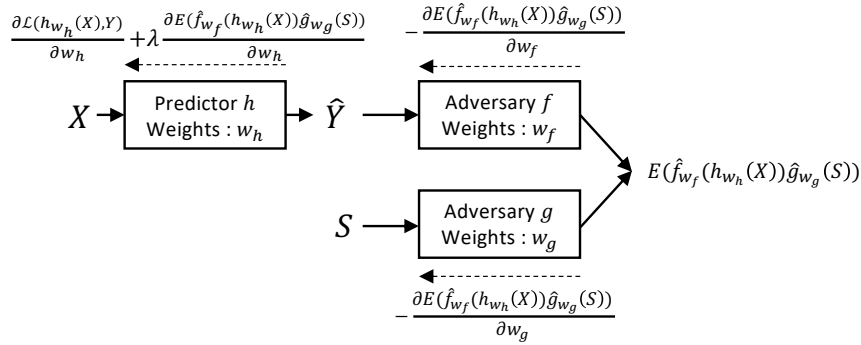 ∂ℒ(h_{w_h}(X),Y)/∂w_h + λ ∂E(f̂_{w_f}(h_{w_h}(X))ĝ_{w_g}(S))/∂w_h
− ∂E(f̂_{w_f}(h_{w_h}(X))ĝ_{w_g}(S))/∂w_f
X
Predictor h
Weights : w_h
Ŷ
Adversary f
Weights : w_f
E(f̂_{w_f}(h_{w_h}(X))ĝ_{w_g}(S))
S
Adversary g
Weights : w_g
− ∂E(f̂_{w_f}(h_{w_h}(X))ĝ_{w_g}(S))/∂w_g